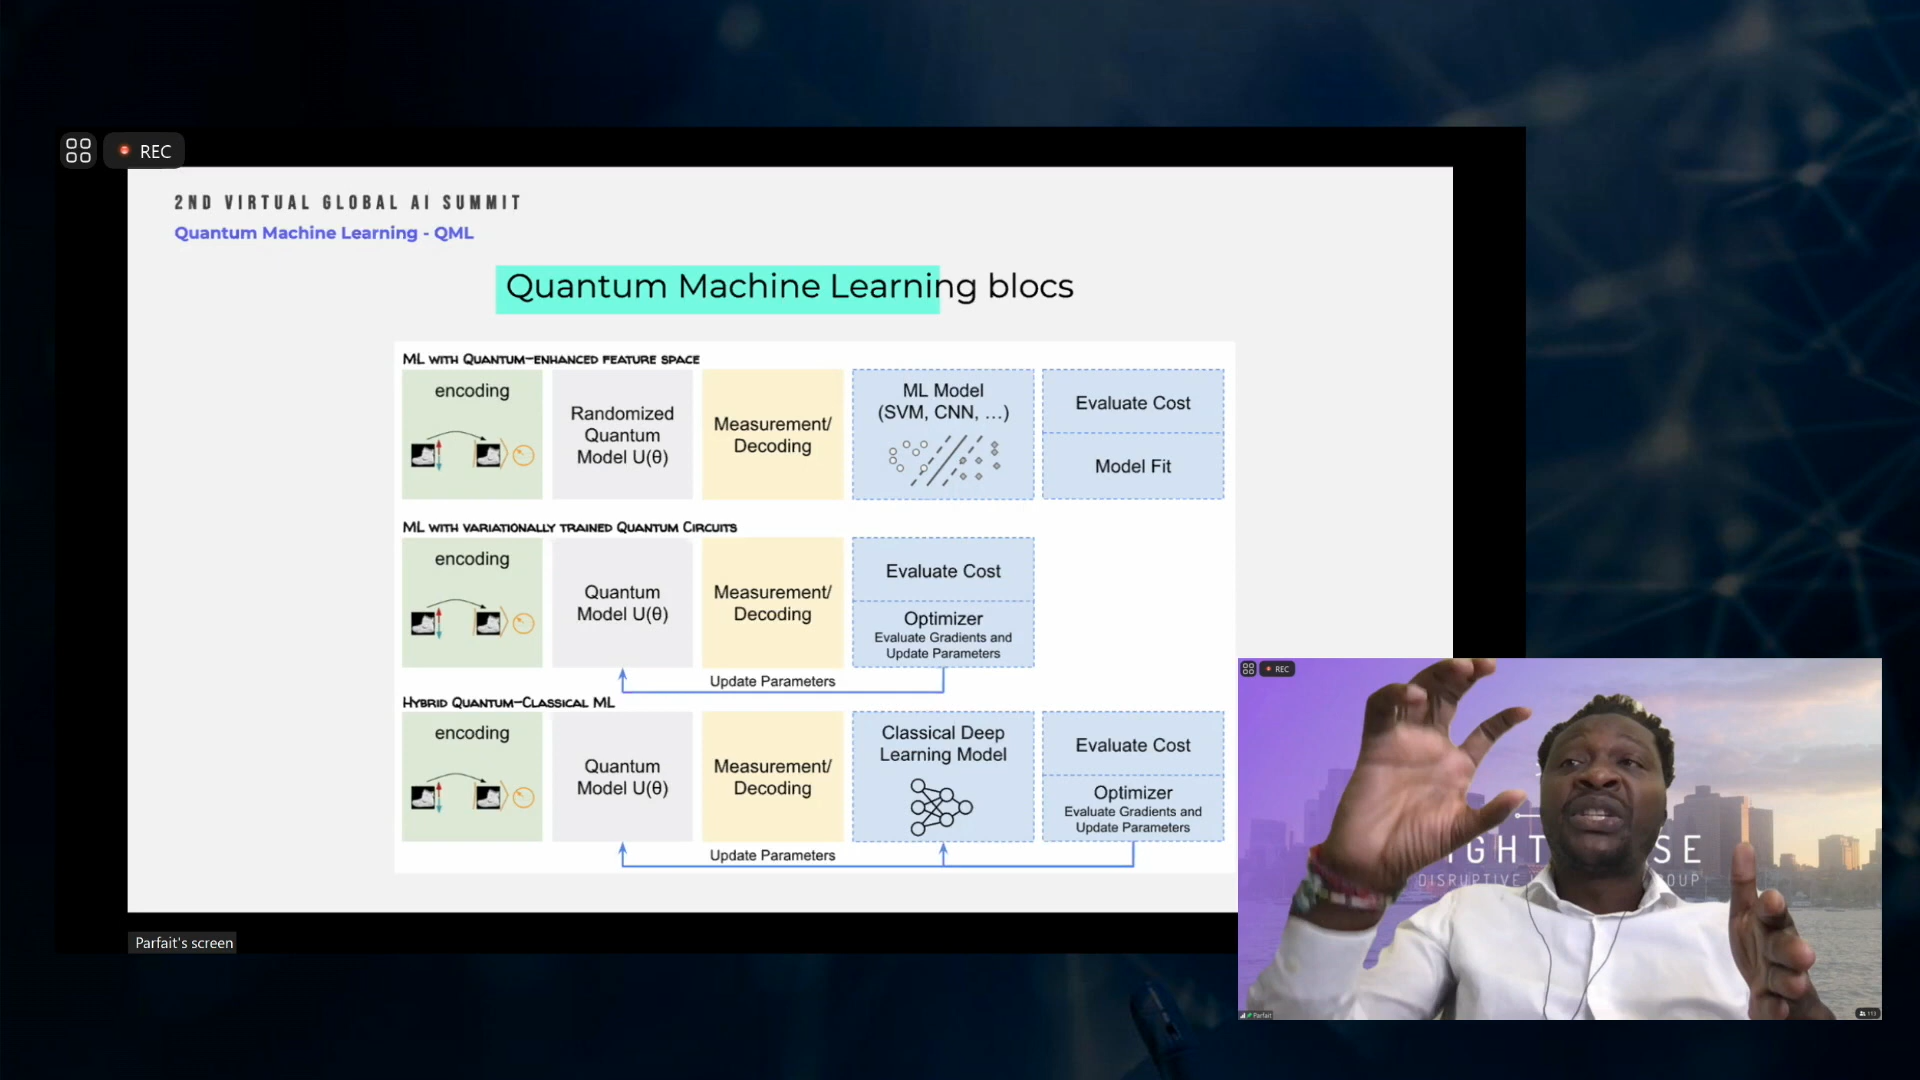 REC
2ND VIRTUAL GLOBAL AI SUMMIT
Quantum Machine Learning - QML
Quantum Machine Learning blocs
ML WITH QUANTUM-ENHANCED FEATURE SPACE
encoding
Randomized
Quantum
Model U(θ)
Measurement/
Decoding
ML Model
(SVM, CNN, ...)
Evaluate Cost
Model Fit
ML WITH VARIATIONALLY TRAINED QUANTUM CIRCUITS
encoding
Quantum
Model U(θ)
Measurement/
Decoding
Evaluate Cost
Optimizer
Evaluate Gradients and
Update Parameters
Update Parameters
HYBRID QUANTUM-CLASSICAL ML
encoding
Quantum
Model U(θ)
Measurement/
Decoding
Classical Deep
Learning Model
Evaluate Cost
Optimizer
Evaluate Gradients and
Update Parameters
Update Parameters
Parfait's screen
REC
DISRUPTIVE
Parfait
113